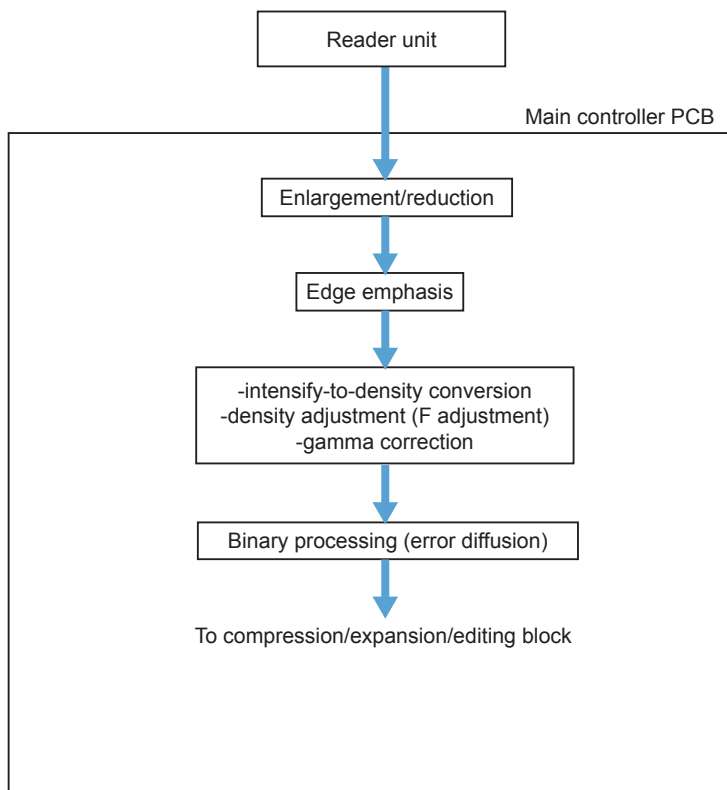 Reader unit
Main controller PCB
Enlargement/reduction
Edge emphasis
-intensify-to-density conversion
-density adjustment (F adjustment)
-gamma correction
Binary processing (error diffusion)
To compression/expansion/editing block